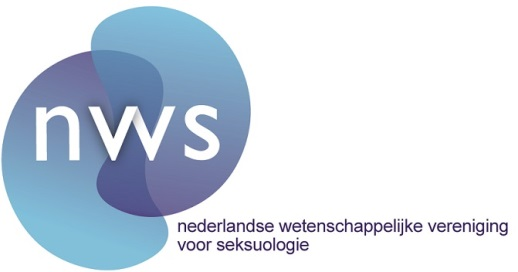 nws
nederlandse wetenschappelijke vereniging
voor seksuologie